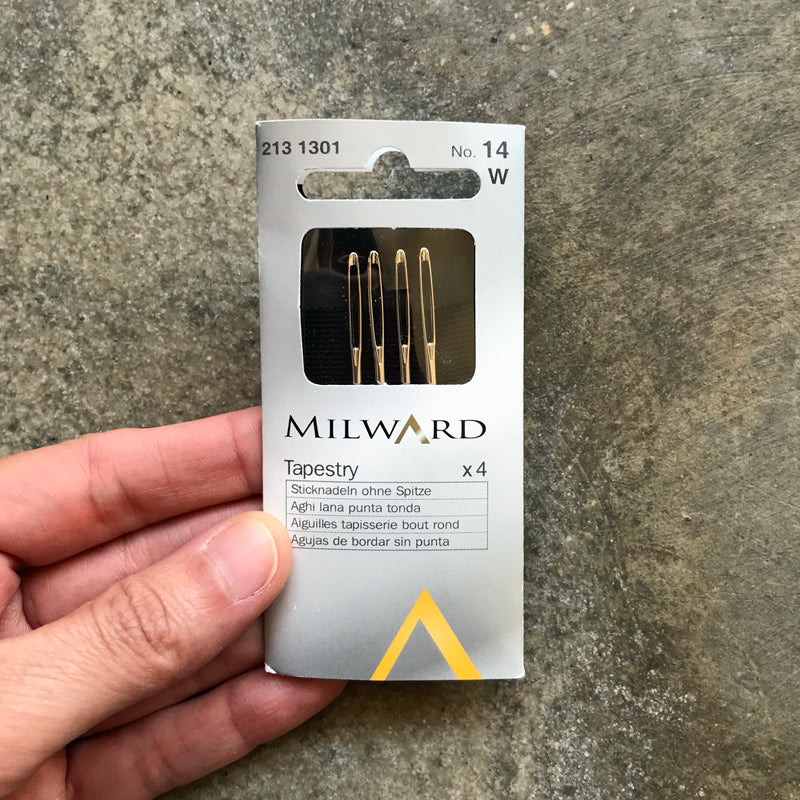 213 1301 No. 14
W
MILWARD
Tapestry x 4
Sticknadeln ohne Spitze
Aghi lana punta tonda
Aiguilles tapisserie bout rond
Agujas de bordar sin punta